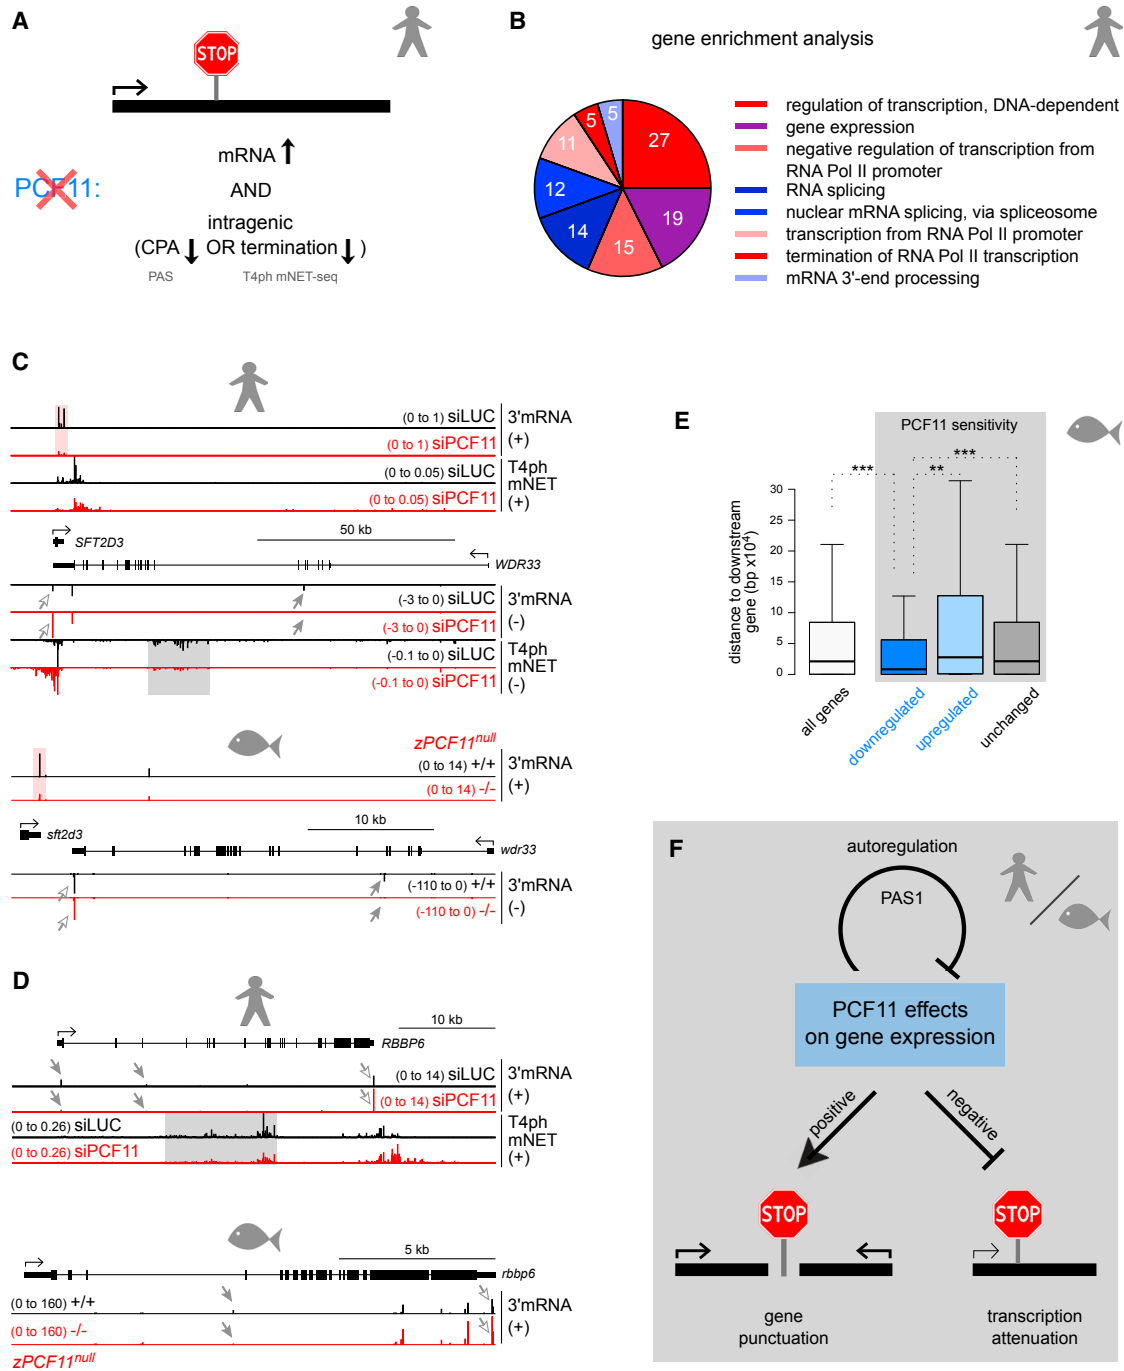 A
STOP
mRNA
PCF11:
AND
intragenic
(CPA OR termination )
PAS T4ph mNET-seq
B
gene enrichment analysis
27
19
15
14
12
11
5
5
regulation of transcription, DNA-dependent
gene expression
negative regulation of transcription from
RNA Pol II promoter
RNA splicing
nuclear mRNA splicing, via spliceosome
transcription from RNA Pol II promoter
termination of RNA Pol II transcription
mRNA 3'-end processing
C
(0 to 1) siLUC
(0 to 1) siPCF11
3'mRNA
(+)
(0 to 0.05) siLUC
(0 to 0.05) siPCF11
T4ph
mNET
(+)
50 kb
SFT2D3
WDR33
(-3 to 0) siLUC
(-3 to 0) siPCF11
3'mRNA
(-)
(-0.1 to 0) siLUC
(-0.1 to 0) siPCF11
T4ph
mNET
(-)
zPCF11null
(0 to 14) +/+
(0 to 14) -/-
3'mRNA
(+)
10 kb
sft2d3
wdr33
(-110 to 0) +/+
(-110 to 0) -/-
3'mRNA
(-)
D
10 kb
RBBP6
(0 to 14) siLUC
(0 to 14) siPCF11
3'mRNA
(+)
(0 to 0.26) siLUC
(0 to 0.26) siPCF11
T4ph
mNET
(+)
5 kb
rbbp6
(0 to 160) +/+
(0 to 160) -/-
3'mRNA
(+)
zPCF11null
E
PCF11 sensitivity
***
**
***
distance to downstream
gene (bp x10⁴)
30
25
20
15
10
5
0
all genes
downregulated
upregulated
unchanged
F
autoregulation
PAS1
PCF11 effects
on gene expression
positive
negative
STOP
STOP
gene
punctuation
transcription
attenuation